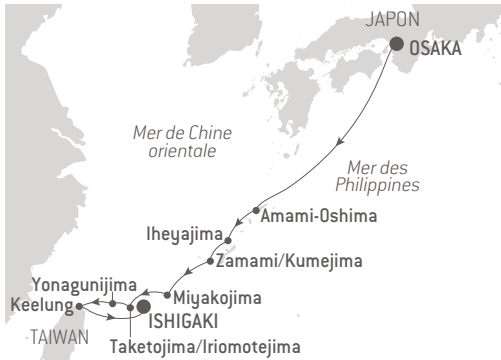 JAPON
OSAKA
Mer de Chine
orientale
Mer des
Philippines
Amami-Oshima
Iheyajima
Zamami/Kumejima
Yonagunijima
Miyakojima
Keelung
ISHIGAKI
TAIWAN
Taketojima/Iriomotejima